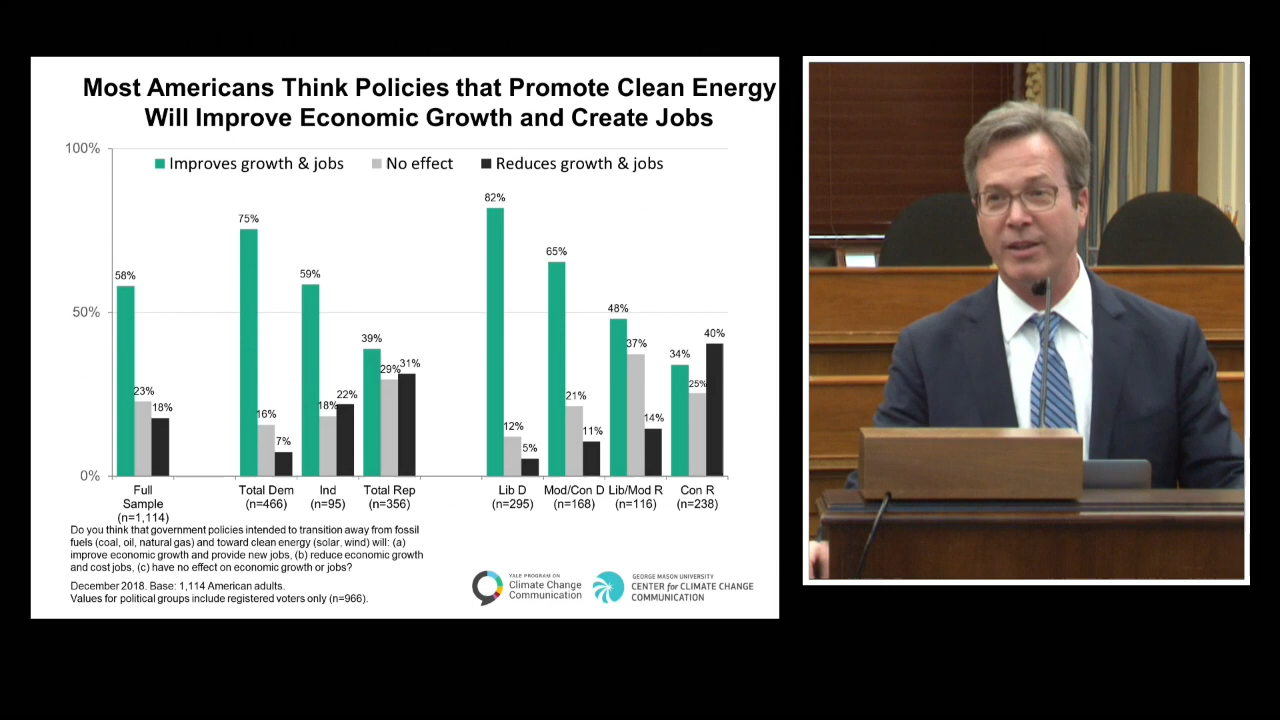 Most Americans Think Policies that Promote Clean Energy
Will Improve Economic Growth and Create Jobs
100%
Improves growth & jobs
No effect
Reduces growth & jobs
50%
0%
58%
23%
18%
75%
16%
7%
59%
18%
22%
39%
29%
31%
82%
12%
5%
65%
21%
11%
48%
37%
14%
34%
25%
40%
Full
Sample
(n=1,114)
Total Dem
(n=466)
Ind
(n=95)
Total Rep
(n=356)
Lib D
(n=295)
Mod/Con D
(n=168)
Lib/Mod R
(n=116)
Con R
(n=238)
Do you think that government policies intended to transition away from fossil
fuels (coal, oil, natural gas) and toward clean energy (solar, wind) will: (a)
improve economic growth and provide new jobs, (b) reduce economic growth
and cost jobs, (c) have no effect on economic growth or jobs?
December 2018. Base: 1,114 American adults.
Values for political groups include registered voters only (n=966).
YALE PROGRAM ON
Climate Change
Communication
GEORGE MASON UNIVERSITY
CENTER for CLIMATE CHANGE
COMMUNICATION